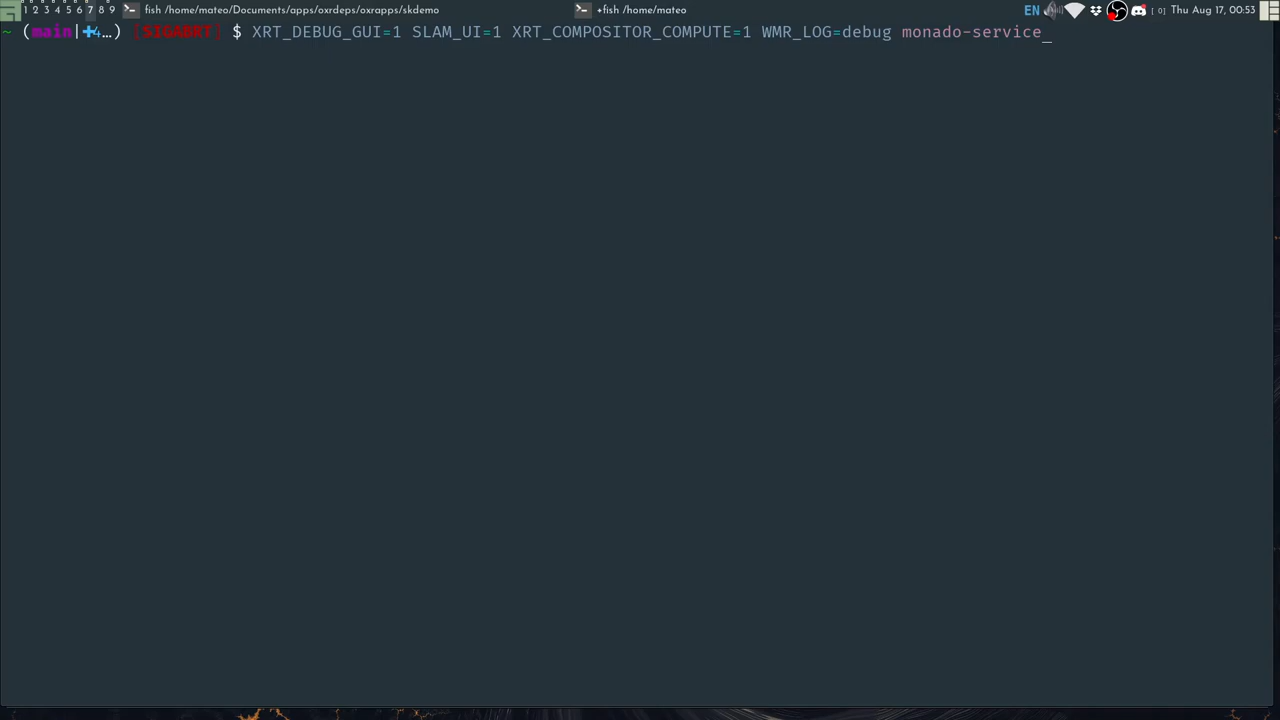 1 2 3 4 5 6 7 8 9 fish /home/mateo/Documents/apps/oxrdeps/oxrapps/skdemo +fish /home/mateo EN [0] Thu Aug 17, 00:53
~ (main|✚4…) [SIGABRT] $ XRT_DEBUG_GUI=1 SLAM_UI=1 XRT_COMPOSITOR_COMPUTE=1 WMR_LOG=debug monado-service_